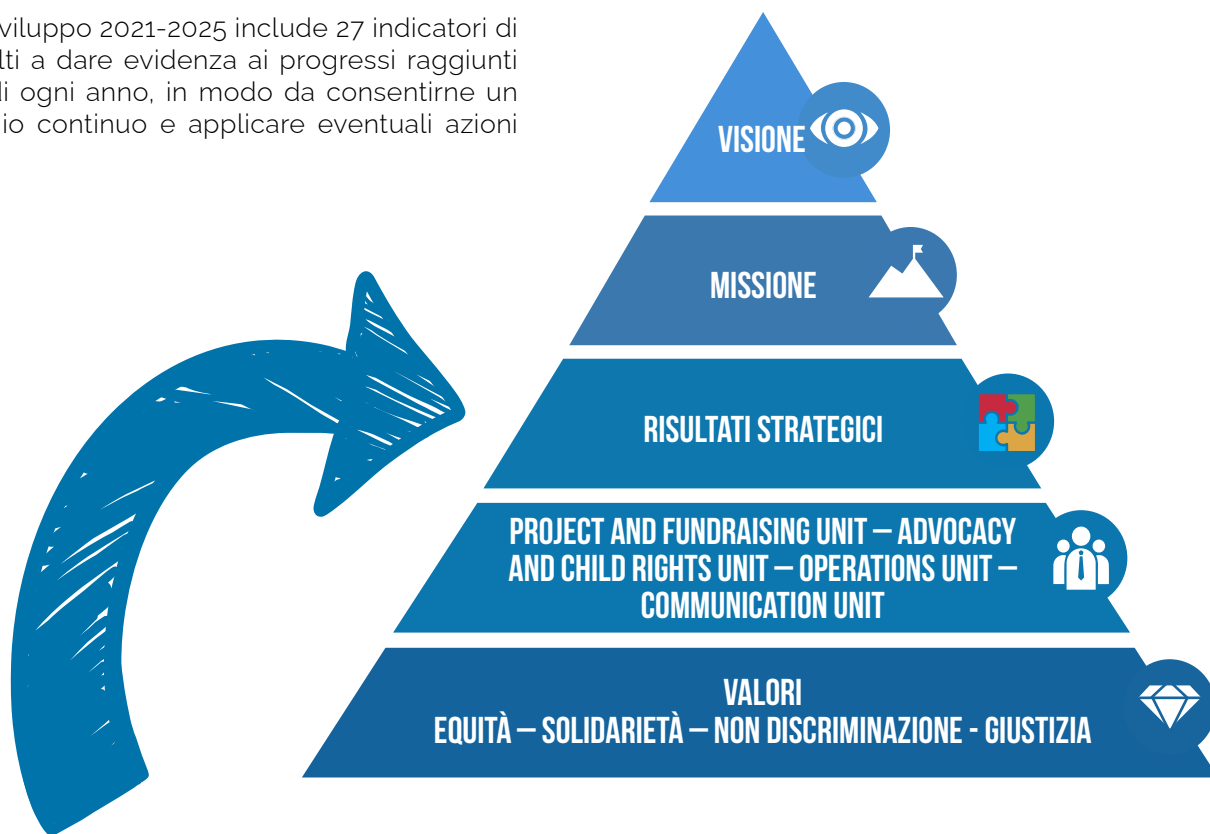 viluppo 2021-2025 include 27 indicatori di
lti a dare evidenza ai progressi raggiunti
di ogni anno, in modo da consentirne un
io continuo e applicare eventuali azioni
VISIONE
MISSIONE
RISULTATI STRATEGICI
PROJECT AND FUNDRAISING UNIT – ADVOCACY
AND CHILD RIGHTS UNIT – OPERATIONS UNIT –
COMMUNICATION UNIT
VALORI
EQUITÀ – SOLIDARIETÀ – NON DISCRIMINAZIONE - GIUSTIZIA